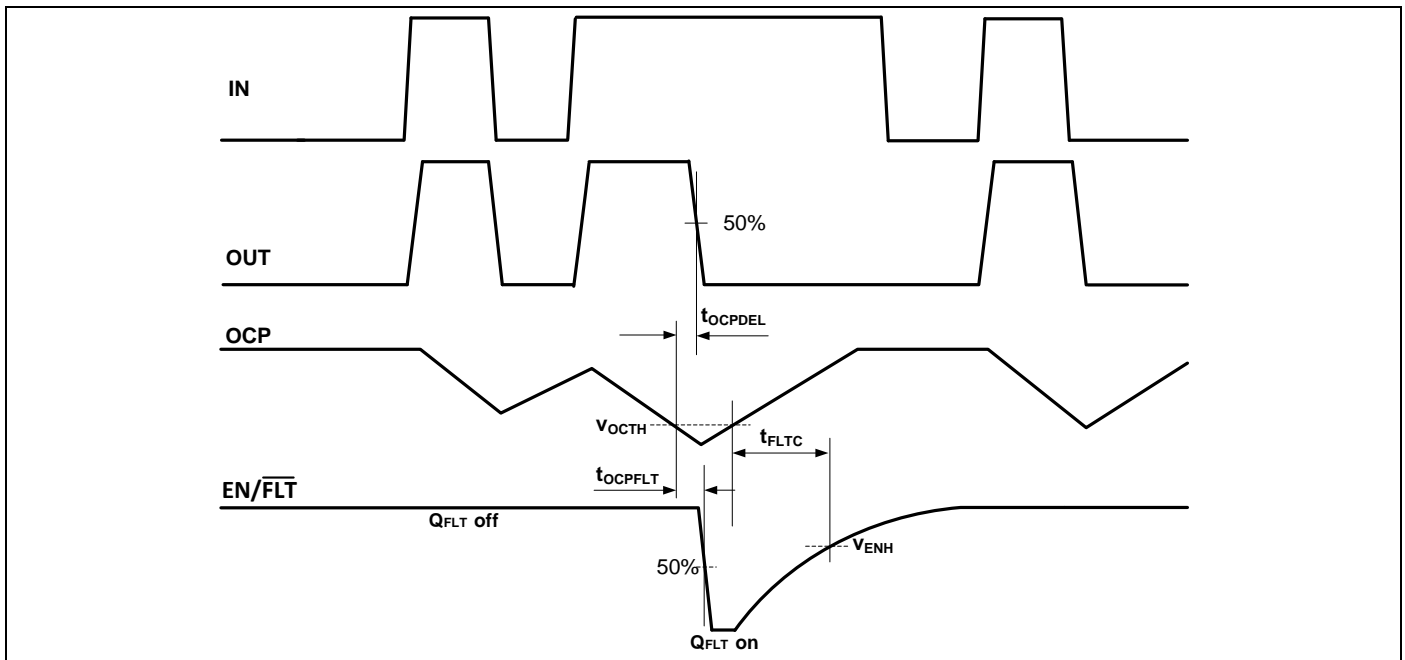 IN
50%
OUT
tOCPDEL
OCP
VOCTH
tFLTC
tOCPFLT
EN/FLT
QFLT off
VENH
50%
QFLT on